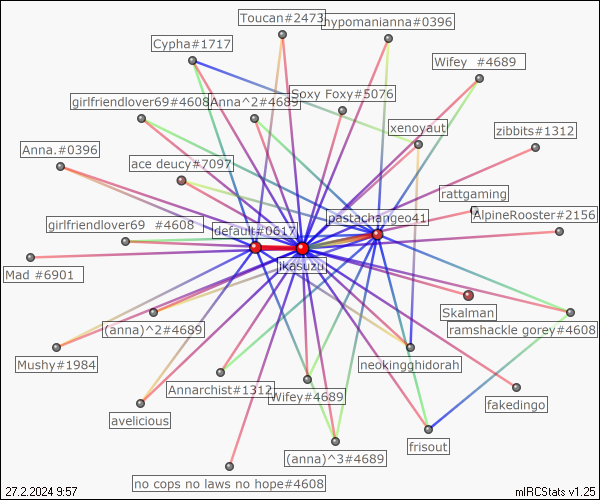 Toucan#2473
hypomanianna#0396
Cypha#1717
Wifey  #4689
Soxy Foxy#5076
girlfriendlover69#4608
Anna^2#4689
xenoyaut
zibbits#1312
Anna.#0396
ace deucy#7097
rattgaming
AlpineRooster#2156
pastachangeo41
girlfriendlover69  #4608
default#0617
ikasuzu
Mad #6901
Skalman
(anna)^2#4689
ramshackle gorey#4608
Mushy#1984
neokingghidorah
Annarchist#1312
Wifey#4689
fakedingo
avelicious
frisout
(anna)^3#4689
no cops no laws no hope#4608
27.2.2024 9:57
mIRCStats v1.25